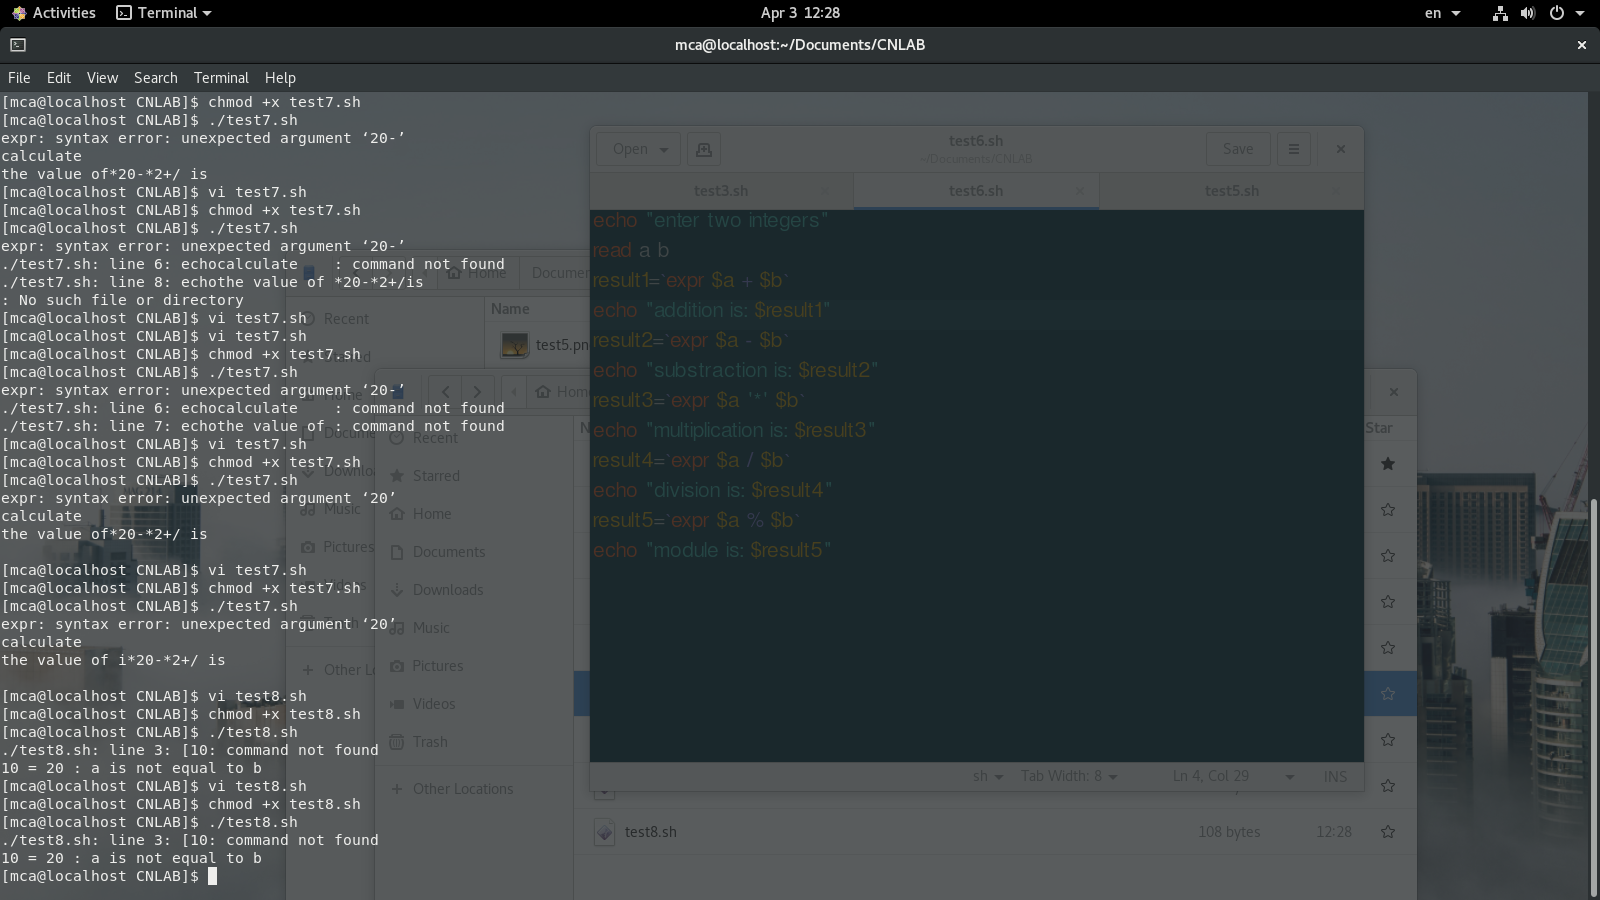 Activities Terminal Apr 3 12:28 en
mca@localhost:~/Documents/CNLAB
File Edit View Search Terminal Help
[mca@localhost CNLAB]$ chmod +x test7.sh
[mca@localhost CNLAB]$ ./test7.sh
expr: syntax error: unexpected argument ‘20-’
calculate
the value of*20-*2+/ is
[mca@localhost CNLAB]$ vi test7.sh
[mca@localhost CNLAB]$ chmod +x test7.sh
[mca@localhost CNLAB]$ ./test7.sh
expr: syntax error: unexpected argument ‘20-’
./test7.sh: line 6: echocalculate    : command not found
./test7.sh: line 8: echothe value of *20-*2+/is
: No such file or directory
[mca@localhost CNLAB]$ vi test7.sh
[mca@localhost CNLAB]$ vi test7.sh
[mca@localhost CNLAB]$ chmod +x test7.sh
[mca@localhost CNLAB]$ ./test7.sh
expr: syntax error: unexpected argument ‘20-’
./test7.sh: line 6: echocalculate    : command not found
./test7.sh: line 7: echothe value of : command not found
[mca@localhost CNLAB]$ vi test7.sh
[mca@localhost CNLAB]$ chmod +x test7.sh
[mca@localhost CNLAB]$ ./test7.sh
expr: syntax error: unexpected argument ‘20’
calculate
the value of*20-*2+/ is
[mca@localhost CNLAB]$ vi test7.sh
[mca@localhost CNLAB]$ chmod +x test7.sh
[mca@localhost CNLAB]$ ./test7.sh
expr: syntax error: unexpected argument ‘20’
calculate
the value of i*20-*2+/ is
[mca@localhost CNLAB]$ vi test8.sh
[mca@localhost CNLAB]$ chmod +x test8.sh
[mca@localhost CNLAB]$ ./test8.sh
./test8.sh: line 3: [10: command not found
10 = 20 : a is not equal to b
[mca@localhost CNLAB]$ vi test8.sh
[mca@localhost CNLAB]$ chmod +x test8.sh
[mca@localhost CNLAB]$ ./test8.sh
./test8.sh: line 3: [10: command not found
10 = 20 : a is not equal to b
[mca@localhost CNLAB]$
Open test6.sh Save
~/Documents/CNLAB
test3.sh test6.sh test5.sh
echo "enter two integers"
read a b
result1=`expr $a + $b`
echo "addition is: $result1"
result2=`expr $a - $b`
echo "substraction is: $result2"
result3=`expr $a '*' $b`
echo "multiplication is: $result3"
result4=`expr $a / $b`
echo "division is: $result4"
result5=`expr $a % $b`
echo "module is: $result5"
sh Tab Width: 8 Ln 4, Col 29 INS
Home Documen
Name
Recent
test5.pn
Music
Pictures
Other Lo
Home
Star
Recent
Starred
Home
Documents
Downloads
Music
Pictures
Videos
Trash
Other Locations
test8.sh 108 bytes 12:28